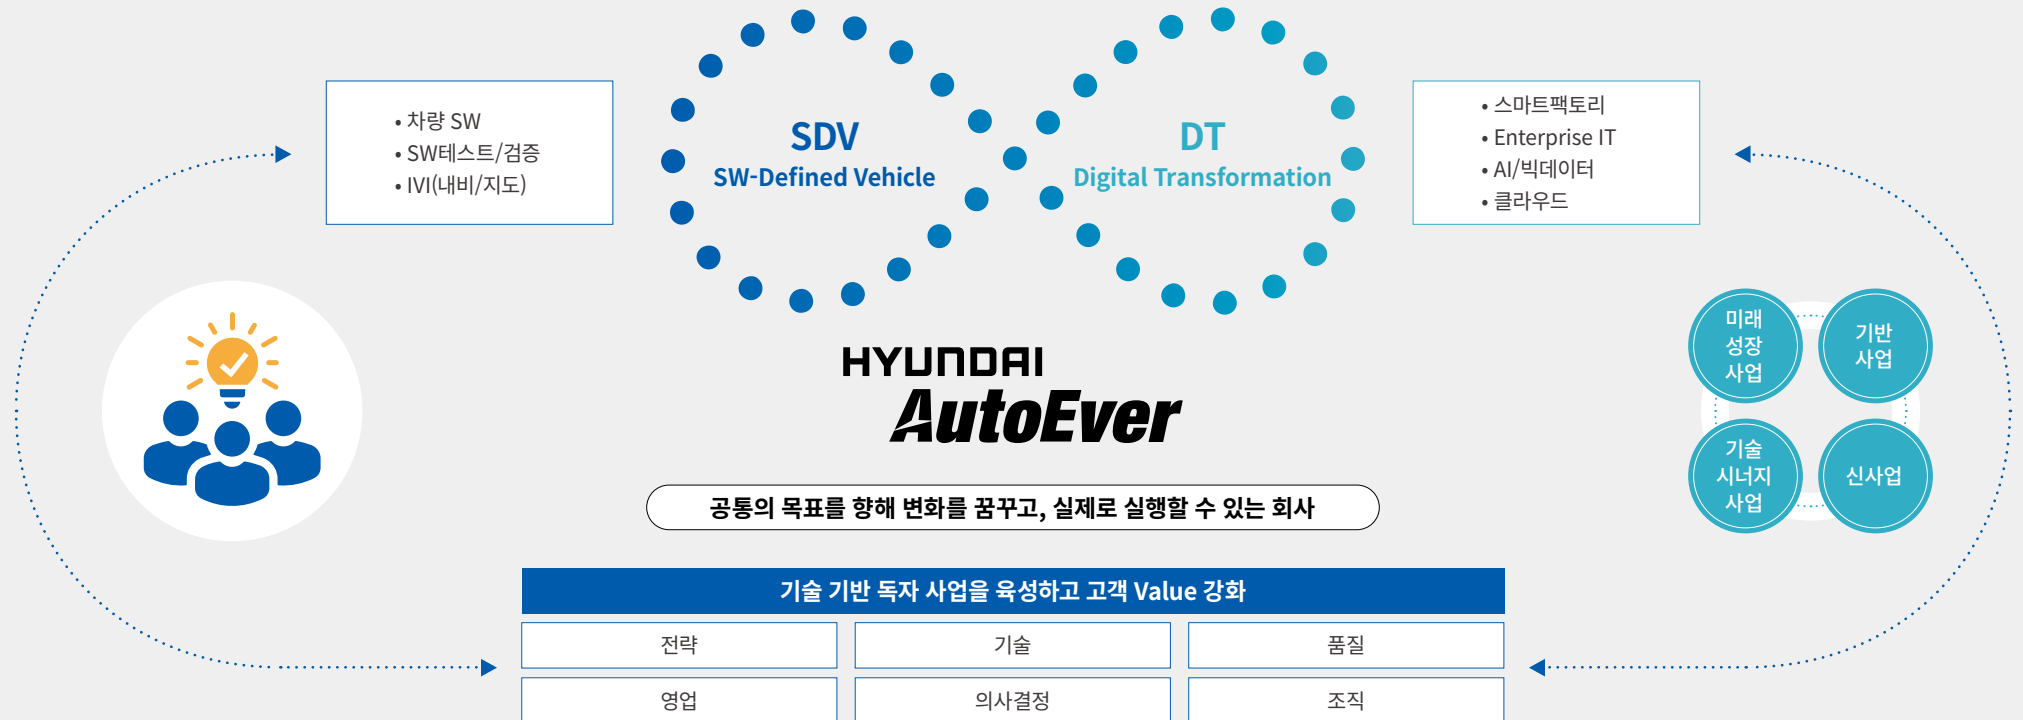 • 차량 SW
• SW테스트/검증
• IVI(내비/지도)
SDV
SW-Defined Vehicle
DT
Digital Transformation
• 스마트팩토리
• Enterprise IT
• AI/빅데이터
• 클라우드
HYUNDAI
AutoEver
미래
성장
사업
기반
사업
기술
시너지
사업
신사업
공통의 목표를 향해 변화를 꿈꾸고, 실제로 실행할 수 있는 회사
기술 기반 독자 사업을 육성하고 고객 Value 강화
전략
기술
품질
영업
의사결정
조직